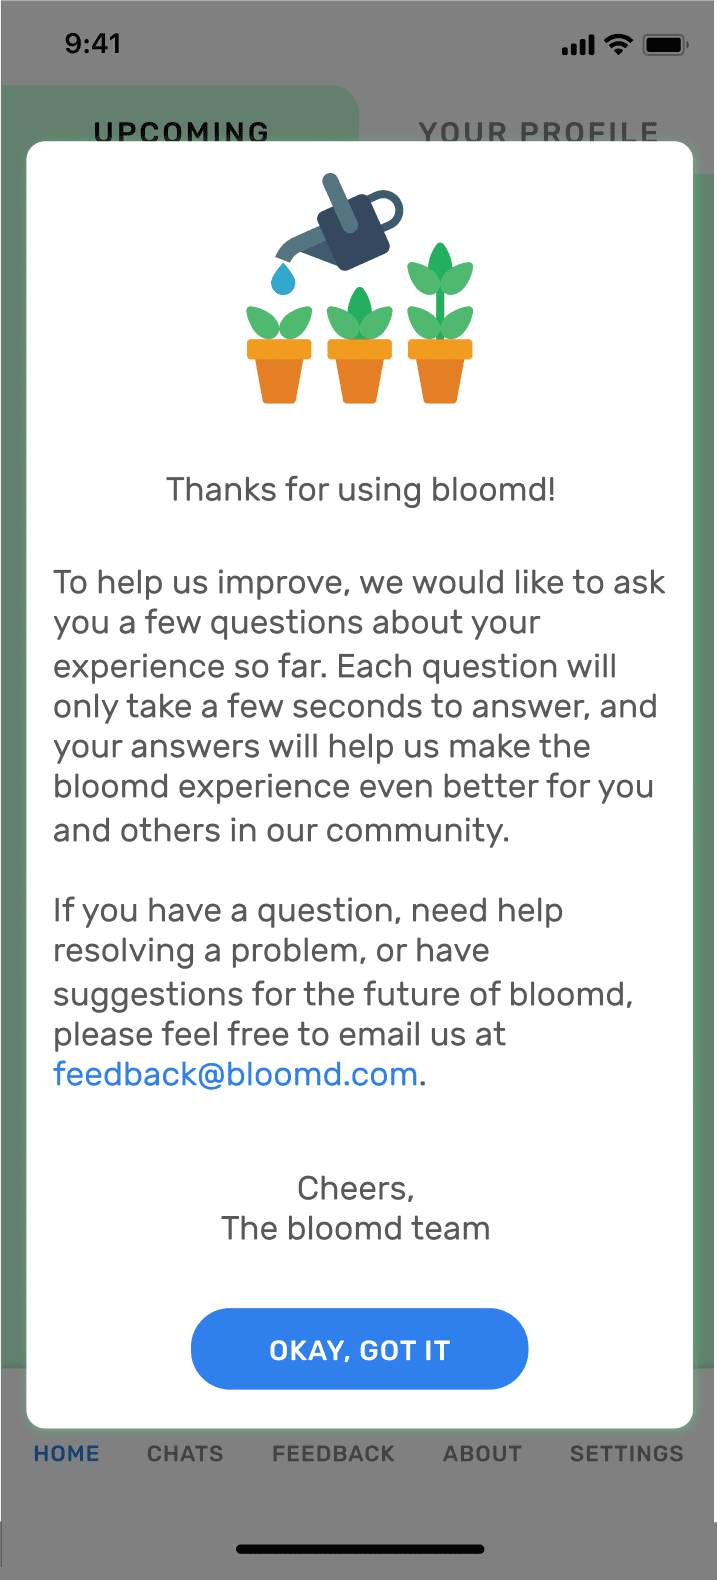 9:41
UPCOMING
YOUR PROFILE
Thanks for using bloomd!
To help us improve, we would like to ask
you a few questions about your
experience so far. Each question will
only take a few seconds to answer, and
your answers will help us make the
bloomd experience even better for you
and others in our community.
If you have a question, need help
resolving a problem, or have
suggestions for the future of bloomd,
please feel free to email us at
feedback@bloomd.com.
Cheers,
The bloomd team
OKAY, GOT IT
HOME CHATS FEEDBACK ABOUT SETTINGS